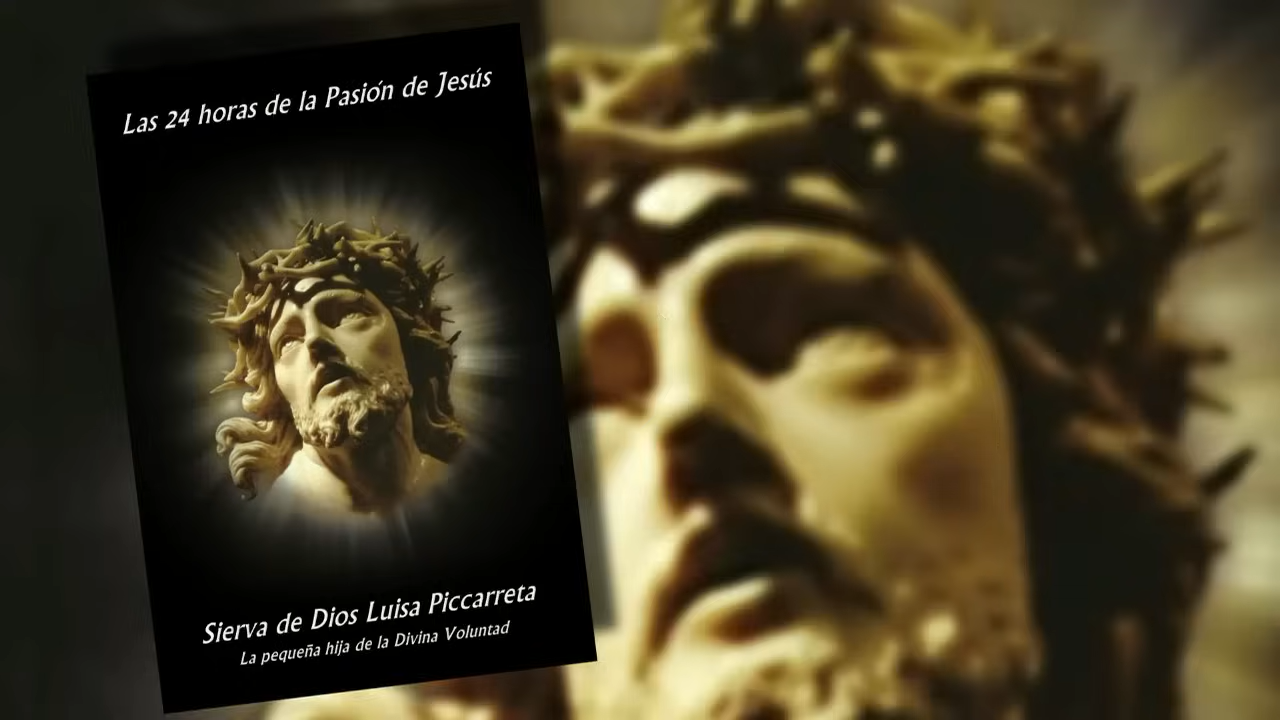 Las 24 horas de la Pasión de Jesús
Sierva de Dios Luisa Piccarreta
La pequeña hija de la Divina Voluntad